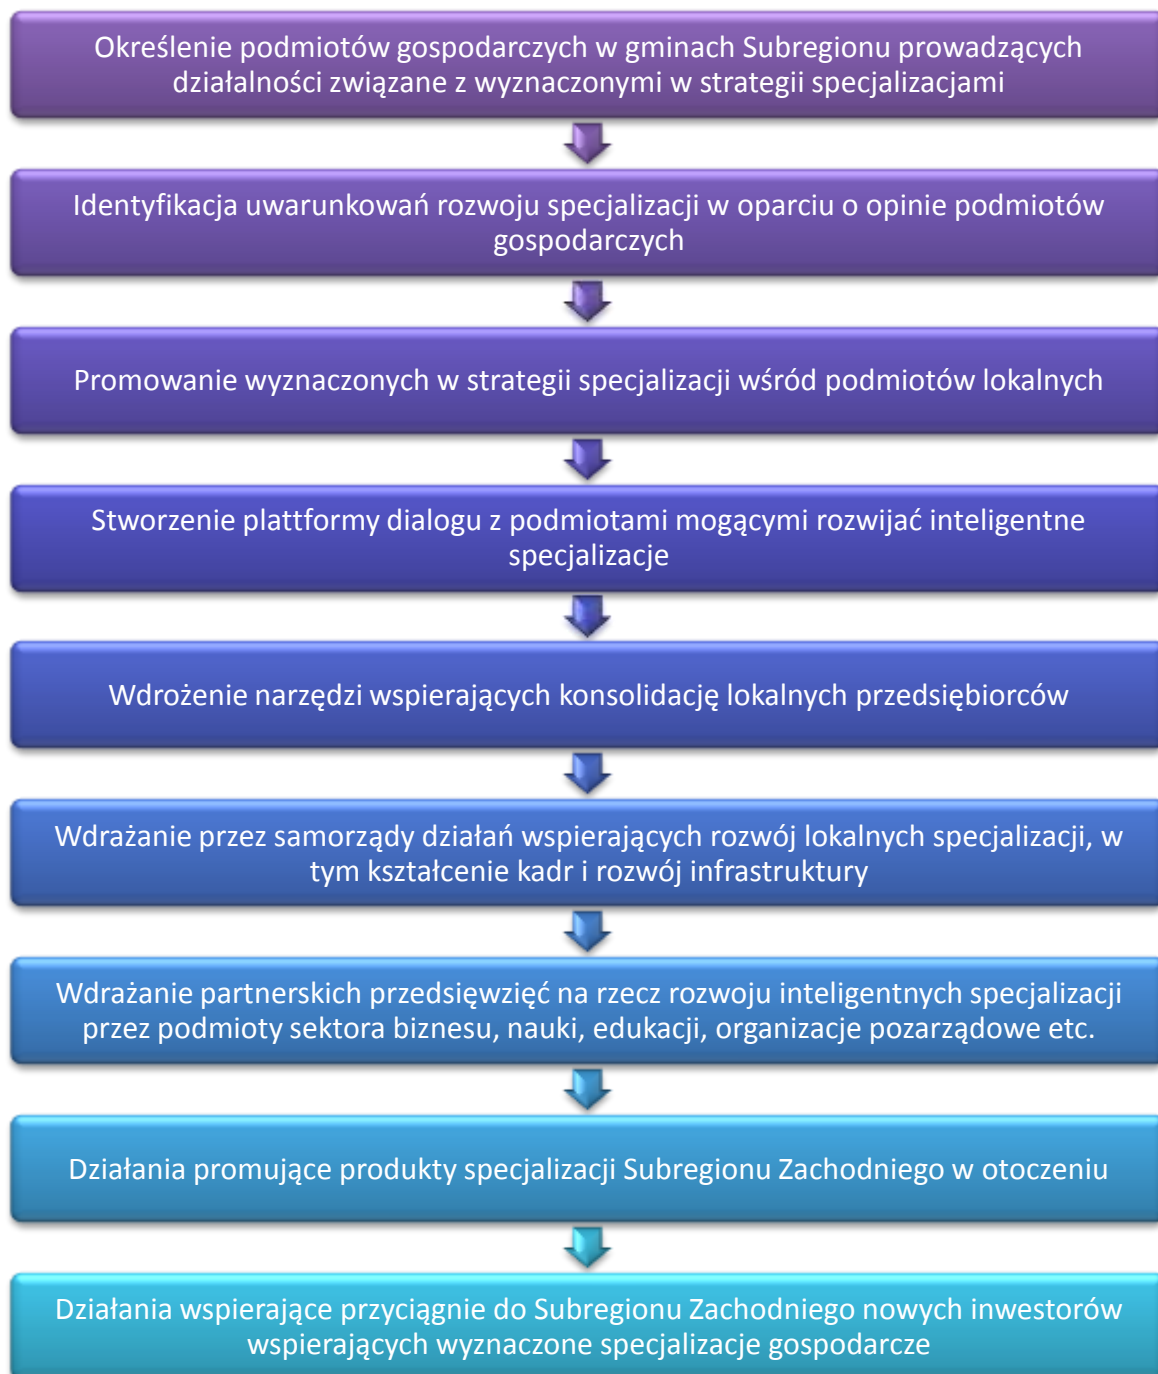 Określenie podmiotów gospodarczych w gminach Subregionu prowadzących
działalności związane z wyznaczonymi w strategii specjalizacjami
Identyfikacja uwarunkowań rozwoju specjalizacji w oparciu o opinie podmiotów
gospodarczych
Promowanie wyznaczonych w strategii specjalizacji wśród podmiotów lokalnych
Stworzenie plattformy dialogu z podmiotami mogącymi rozwijać inteligentne
specjalizacje
Wdrożenie narzędzi wspierających konsolidację lokalnych przedsiębiorców
Wdrażanie przez samorządy działań wspierających rozwój lokalnych specjalizacji, w
tym kształcenie kadr i rozwój infrastruktury
Wdrażanie partnerskich przedsięwzięć na rzecz rozwoju inteligentnych specjalizacji
przez podmioty sektora biznesu, nauki, edukacji, organizacje pozarządowe etc.
Działania promujące produkty specjalizacji Subregionu Zachodniego w otoczeniu
Działania wspierające przyciągnie do Subregionu Zachodniego nowych inwestorów
wspierających wyznaczone specjalizacje gospodarcze